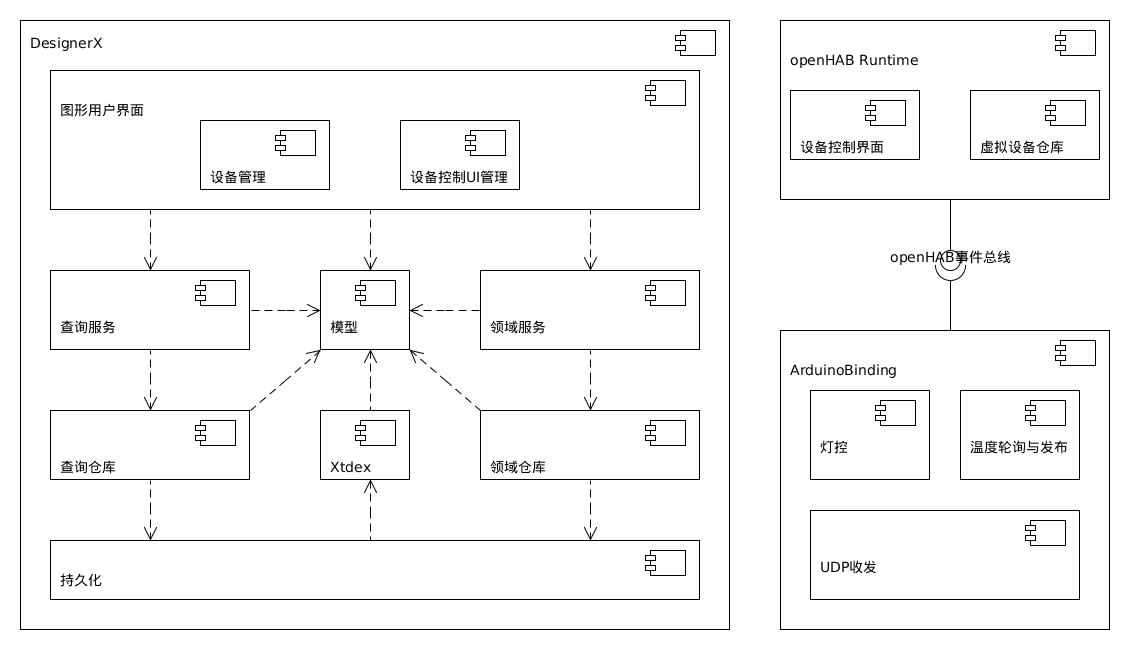 DesignerX
图形用户界面
设备管理
设备控制UI管理
查询服务
模型
领域服务
查询仓库
Xtdex
领域仓库
持久化
openHAB Runtime
设备控制界面
虚拟设备仓库
openHAB事件总线
ArduinoBinding
灯控
温度轮询与发布
UDP收发